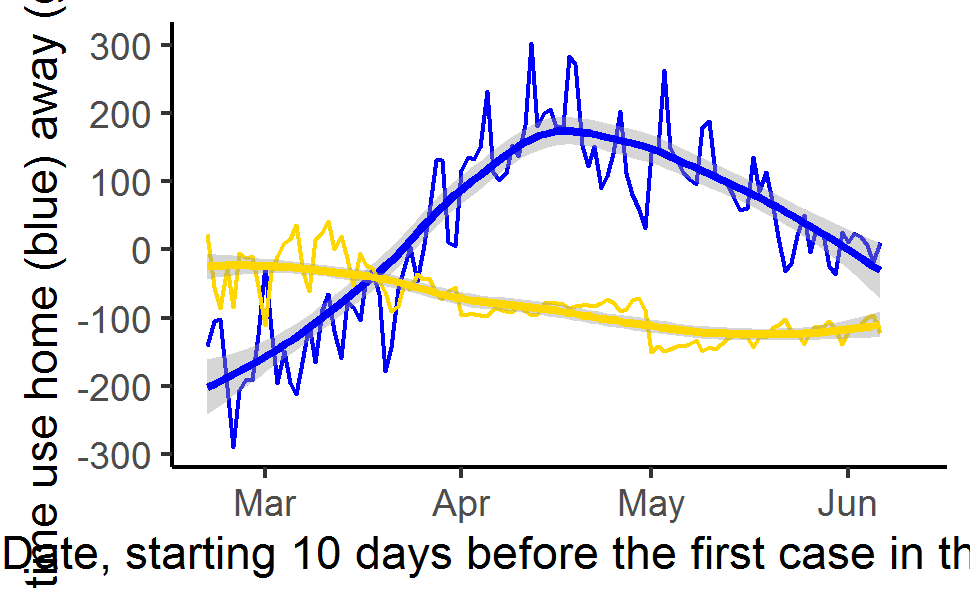 time use home (blue) away (
300
200
100
0
-100
-200
-300
Mar Apr May Jun
Date, starting 10 days before the first case in th